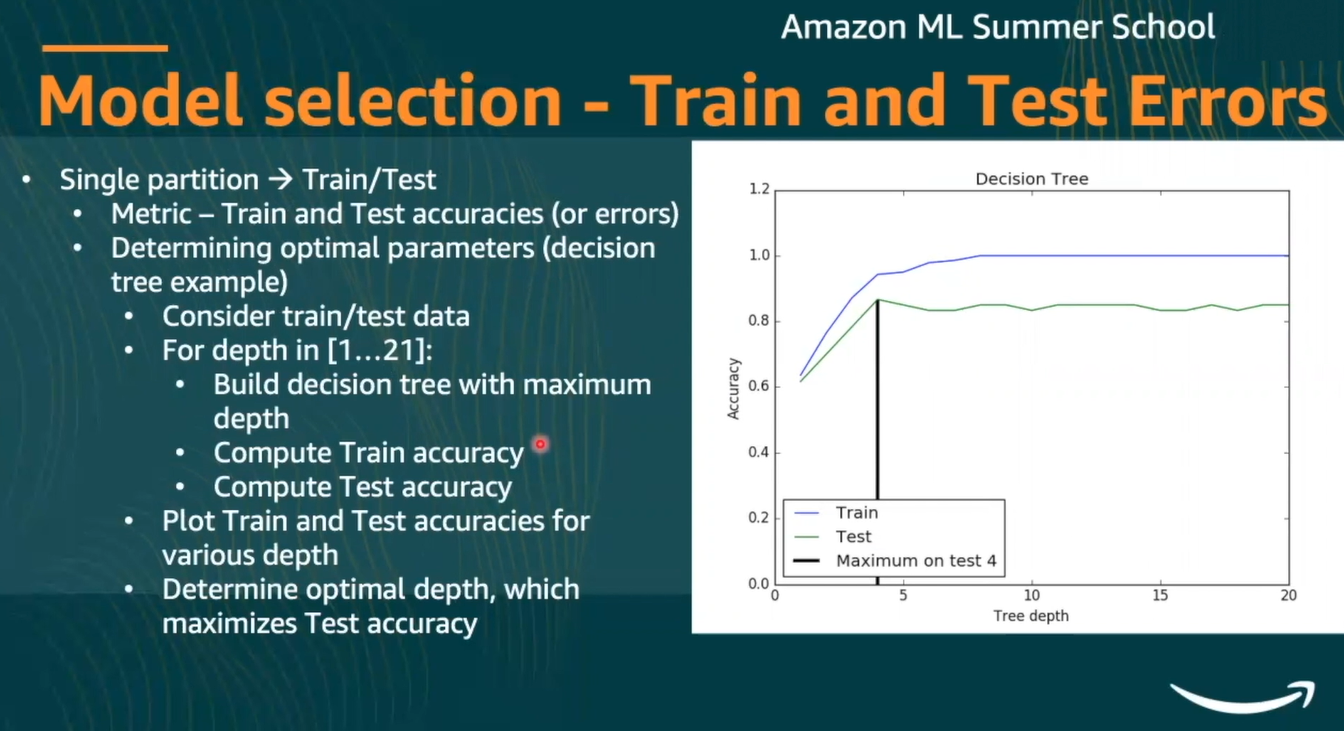 Amazon ML Summer School
Model selection - Train and Test Errors
• Single partition → Train/Test
• Metric – Train and Test accuracies (or errors)
• Determining optimal parameters (decision
tree example)
• Consider train/test data
• For depth in [1…21]:
• Build decision tree with maximum
depth
• Compute Train accuracy
• Compute Test accuracy
• Plot Train and Test accuracies for
various depth
• Determine optimal depth, which
maximizes Test accuracy
Decision Tree
1.2
1.0
0.8
0.6
0.4
0.2
0.0
Accuracy
Train
Test
Maximum on test 4
0 5 10 15 20
Tree depth